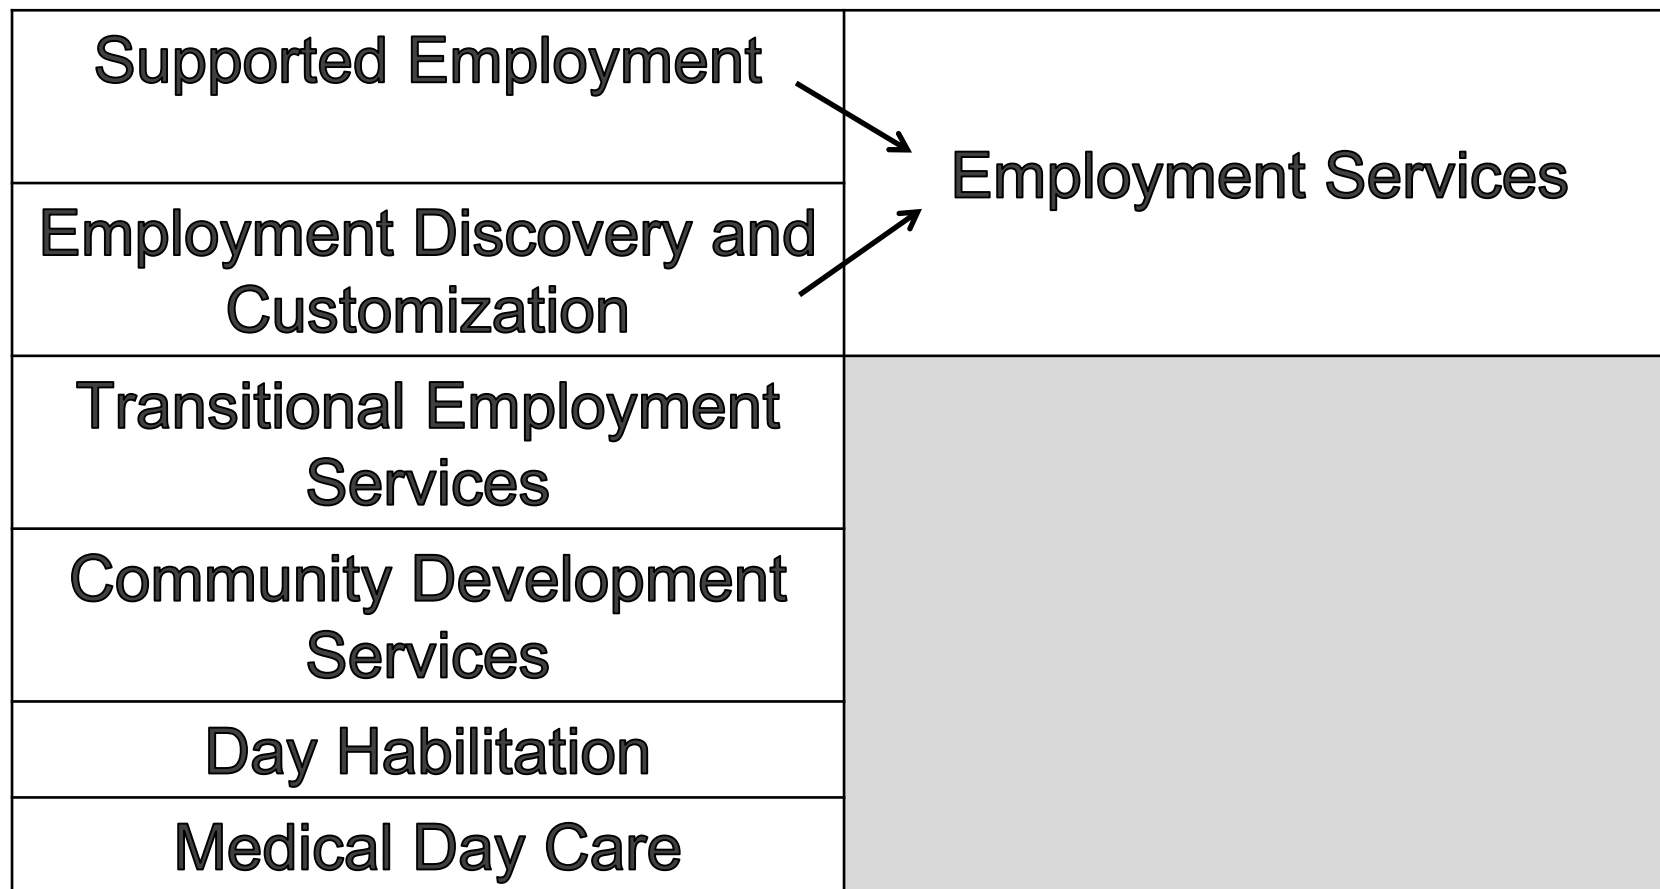 Supported Employment
Employment Discovery and
Customization
Employment Services
Transitional Employment
Services
Community Development
Services
Day Habilitation
Medical Day Care